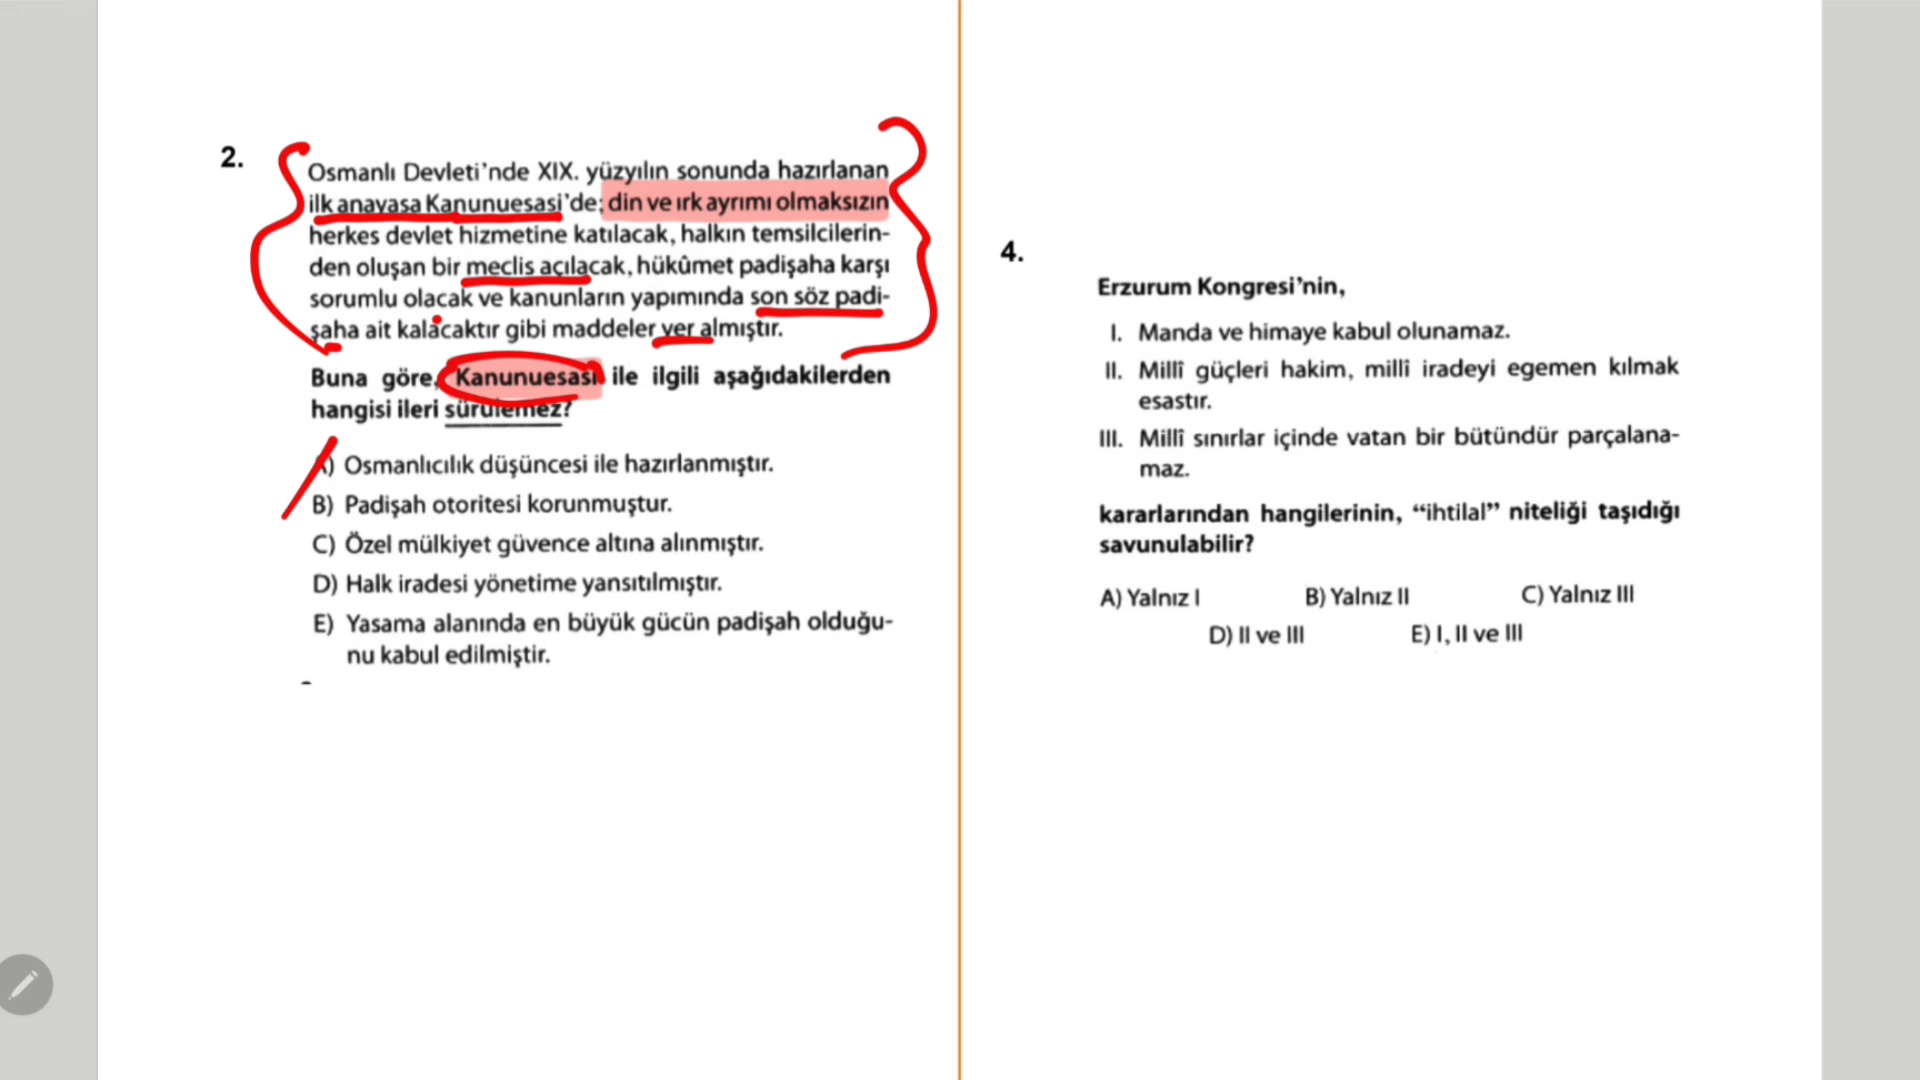 2.
Osmanlı Devleti’nde XIX. yüzyılın sonunda hazırlanan
ilk anayasa Kanunuesasi’de; din ve ırk ayrımı olmaksızın
herkes devlet hizmetine katılacak, halkın temsilcilerin-
den oluşan bir meclis açılacak, hükûmet padişaha karşı
sorumlu olacak ve kanunların yapımında son söz padi-
şaha ait kalacaktır gibi maddeler yer almıştır.
Buna göre, Kanunuesasi ile ilgili aşağıdakilerden
hangisi ileri sürülemez?
A) Osmanlıcılık düşüncesi ile hazırlanmıştır.
B) Padişah otoritesi korunmuştur.
C) Özel mülkiyet güvence altına alınmıştır.
D) Halk iradesi yönetime yansıtılmıştır.
E) Yasama alanında en büyük gücün padişah olduğu-
nu kabul edilmiştir.
4.
Erzurum Kongresi’nin,
I. Manda ve himaye kabul olunamaz.
II. Millî güçleri hakim, millî iradeyi egemen kılmak
esastır.
III. Millî sınırlar içinde vatan bir bütündür parçalana-
maz.
kararlarından hangilerinin, “ihtilal” niteliği taşıdığı
savunulabilir?
A) Yalnız I B) Yalnız II C) Yalnız III
D) II ve III E) I, II ve III